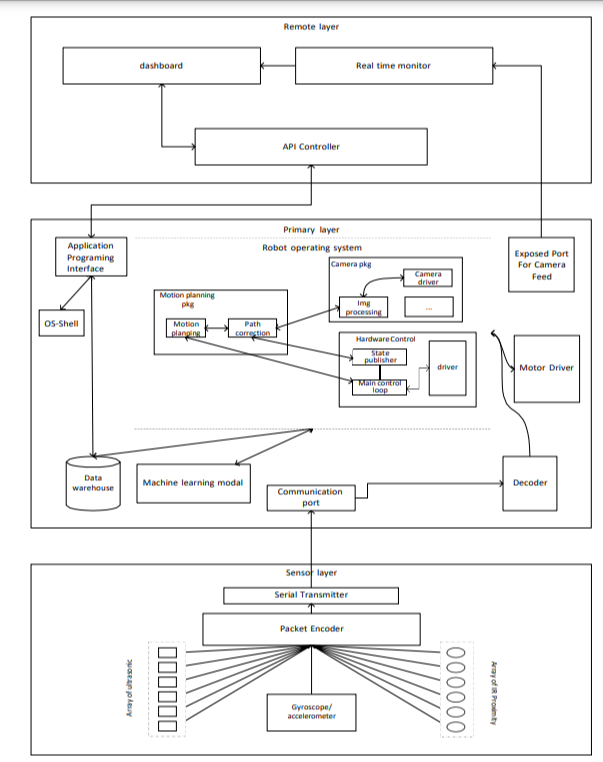 Remote layer
dashboard
Real time monitor
API Controller
Primary layer
Robot operating system
Application
Programing
Interface
Exposed Port
For Camera
Feed
Camera pkg
Camera
driver
Img
processing
...
Motion planning
pkg
Motion
planging
Path
correction
OS-Shell
Hardware Control
State
publisher
Main control
loop
driver
Motor Driver
Data
warehouse
Machine learning modal
Communication
port
Decoder
Sensor layer
Serial Transmitter
Packet Encoder
Array of ultrasonic
Array of IR Proximity
Gyroscope/
accelerometer